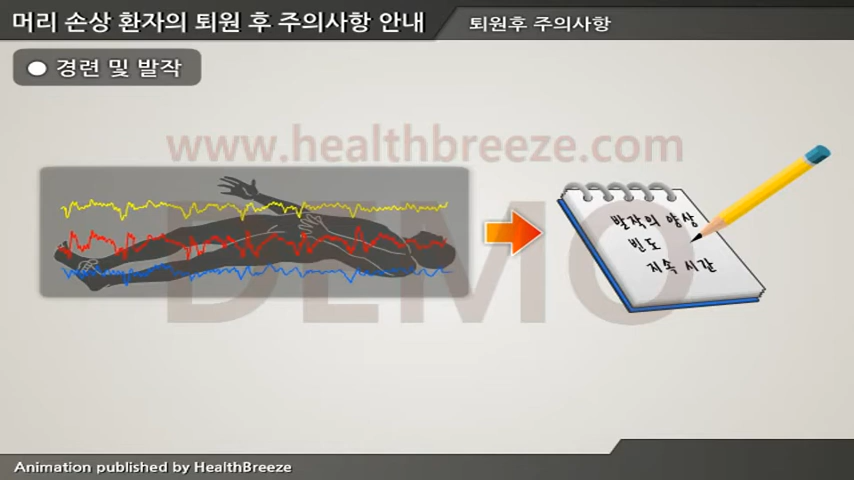 머리 손상 환자의 퇴원 후 주의사항 안내
퇴원후 주의사항
경련 및 발작
www.healthbreeze.com
DEMO
발작의 양상
빈도
지속 시간
Animation published by HealthBreeze